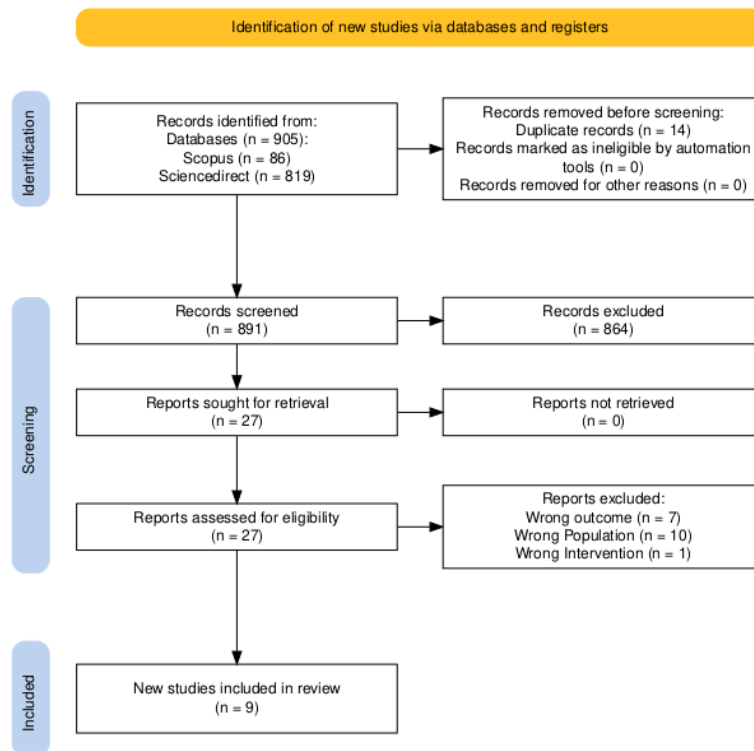 Identification of new studies via databases and registers
Identification
Records identified from:
Databases (n = 905):
Scopus (n = 86)
Sciencedirect (n = 819)
Records removed before screening:
Duplicate records (n = 14)
Records marked as ineligible by automation
tools (n = 0)
Records removed for other reasons (n = 0)
Screening
Records screened
(n = 891)
Records excluded
(n = 864)
Reports sought for retrieval
(n = 27)
Reports not retrieved
(n = 0)
Reports assessed for eligibility
(n = 27)
Reports excluded:
Wrong outcome (n = 7)
Wrong Population (n = 10)
Wrong Intervention (n = 1)
Included
New studies included in review
(n = 9)